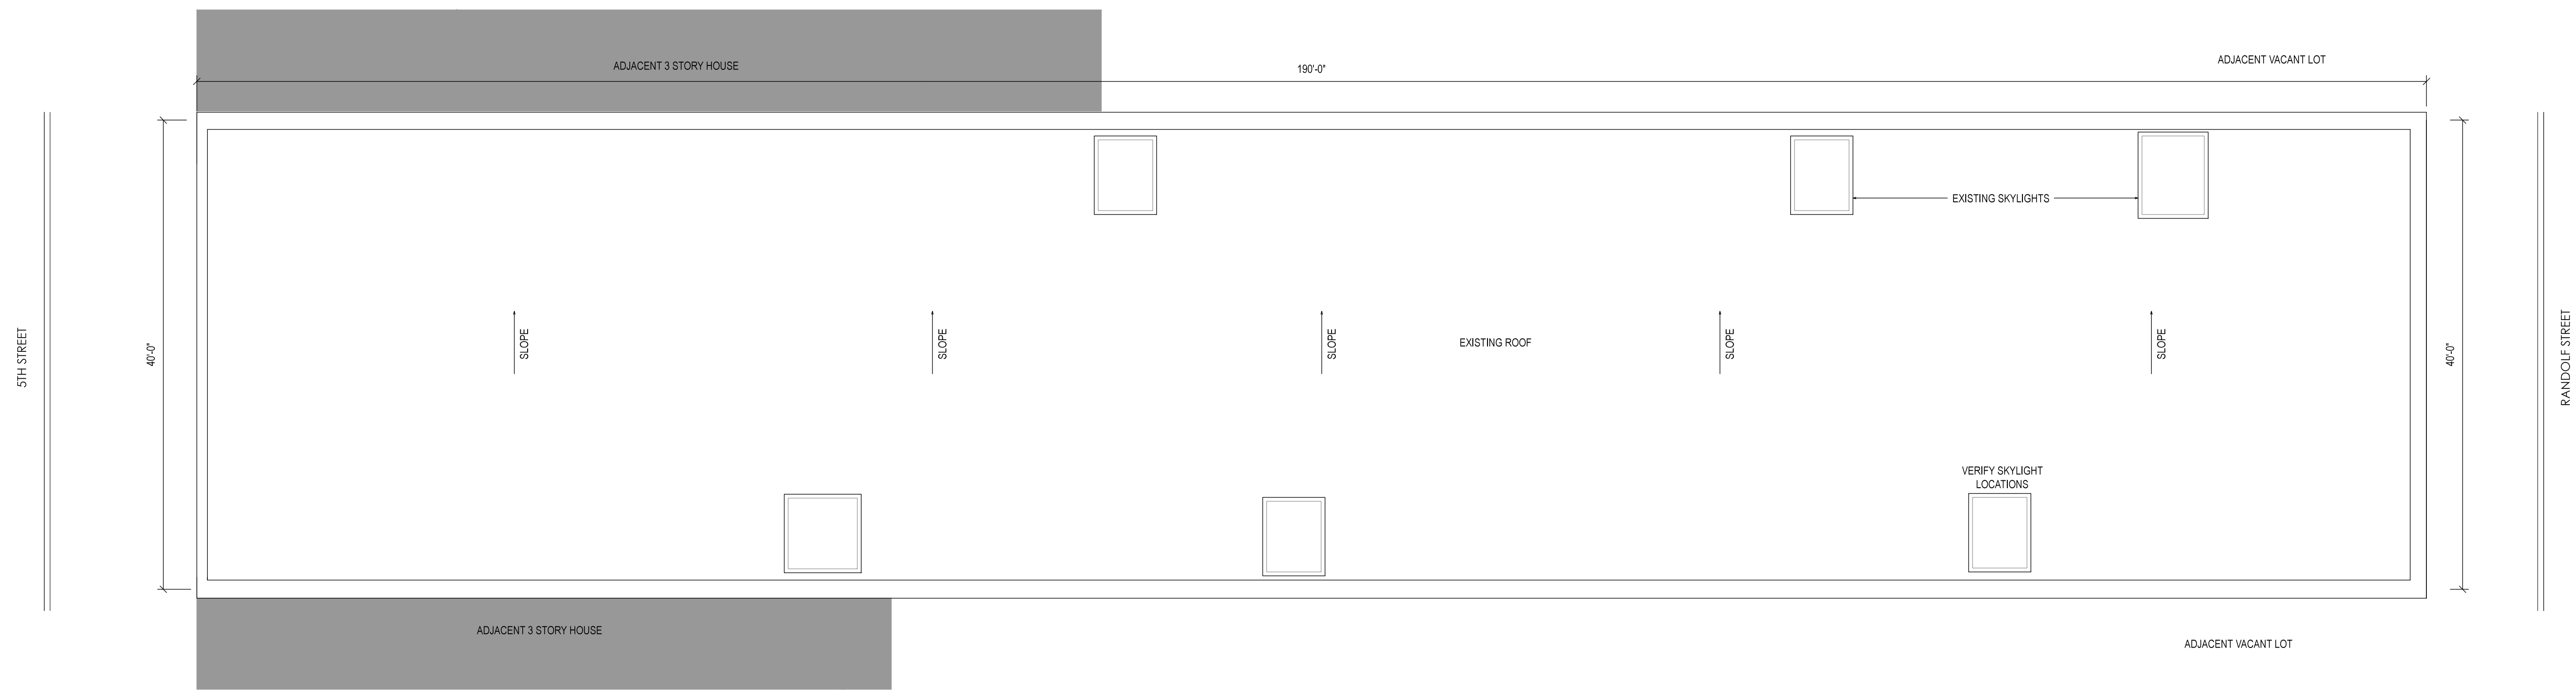 ADJACENT 3 STORY HOUSE
190'-0"
ADJACENT VACANT LOT
EXISTING SKYLIGHTS
5TH STREET
40'-0"
SLOPE
SLOPE
SLOPE
EXISTING ROOF
SLOPE
SLOPE
40'-0"
RANDOLF STREET
VERIFY SKYLIGHT
LOCATIONS
ADJACENT 3 STORY HOUSE
ADJACENT VACANT LOT